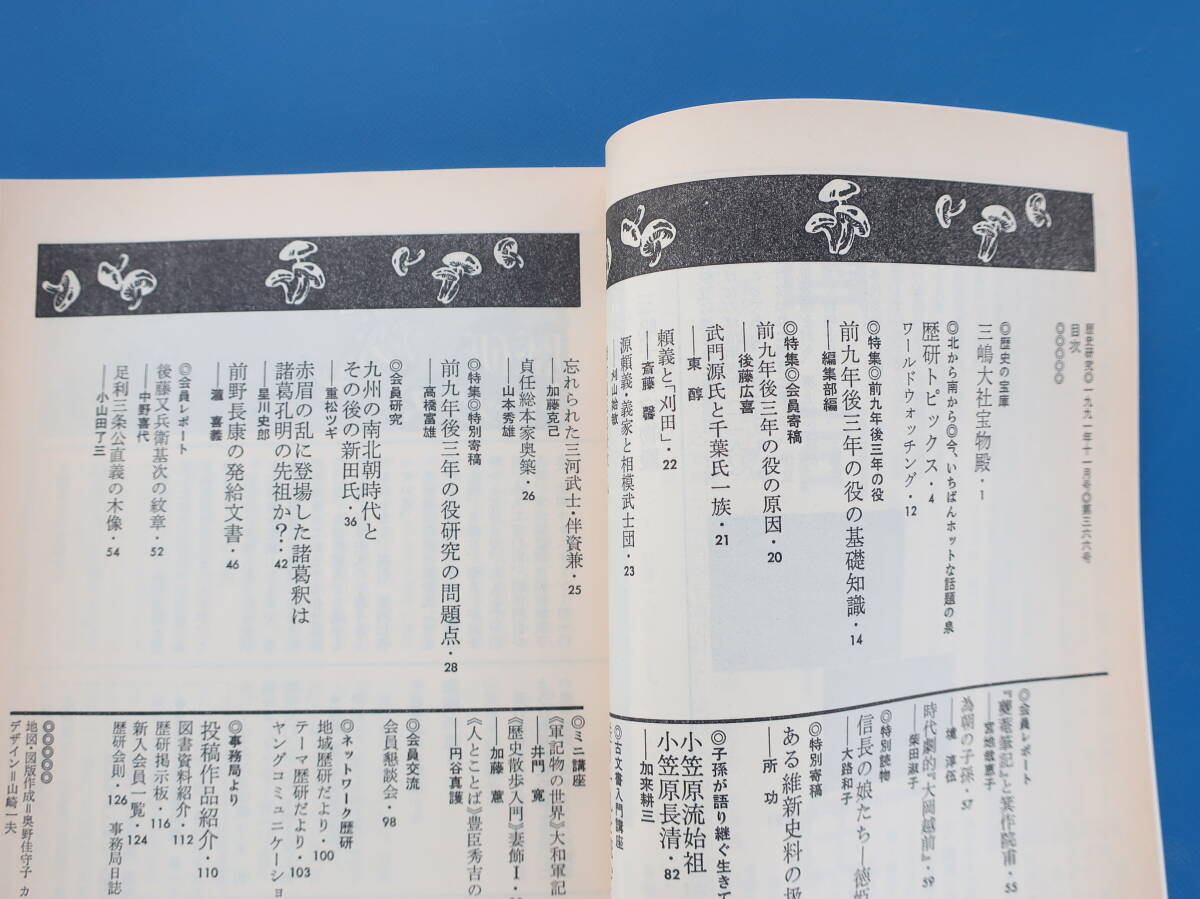 歴史研究◎一九九一年十一月号◎第三六六号
目次
◎◎◎◎◎
◎歴史の宝庫
三嶋大社宝物殿・1
◎北から南から◎今、いちばんホットな話題の泉
歴研トピックス・4
ワールドウォッチング・12
◎特集◎前九年後三年の役
前九年後三年の役の基礎知識・14
──編集部編
◎特集◎会員寄稿
前九年後三年の役の原因・20
──後藤広喜
武門源氏と千葉氏一族・21
──東 醇
頼義と「刈田」・22
──斎藤 馨
源頼義・義家と相模武士団・23
忘れられた三河武士・伴資兼・25
──加藤克己
貞任総本家奥築・26
──山本秀雄
◎特集◎特別寄稿
前九年後三年の役研究の問題点・28
──高橋富雄
◎会員研究
九州の南北朝時代と
その後の新田氏・36
──重松ツギ
赤眉の乱に登場した諸葛釈は
諸葛孔明の先祖か?・42
──星川史郎
前野長康の発給文書・46
──瀧 喜義
◎会員レポート
後藤又兵衛基次の紋章・52
──中野喜代
足利三条公直義の木像・54
──小山田了三
◎会員レポート
菴筆記』と箕作院甫・55
──宮地哉恵子
為朝の子孫・57
時代劇的『大岡越前』・59
──柴田淑子
◎特別読物
信長の娘たち──徳姫
──大路和子
◎特別寄稿
ある維新史料の扱
──所 功
◎子孫が語り継ぐ生きて
小笠原流始祖
小笠原長清・82
──加来耕三
◎古文書入門講座
◎ミニ講座
《軍記物の世界》大和軍記
──井門 寛
《歴史散歩入門》妻飾Ⅰ・
──加藤 蕙
《人とことば》豊臣秀吉の
──円谷真護
◎会員交流
会員懇談会・98
◎ネットワーク歴研
地域歴研だより・100
テーマ歴研だより・103
ヤングコミュニケーショ
◎事務局より
投稿作品紹介・110
図書資料紹介・112
歴研掲示板・116
新入会員一覧・124
歴研会則・126 事務局日誌
◎◎◎◎◎
地図・図版作成=奥野佳守子 カ
デザイン=山崎一夫